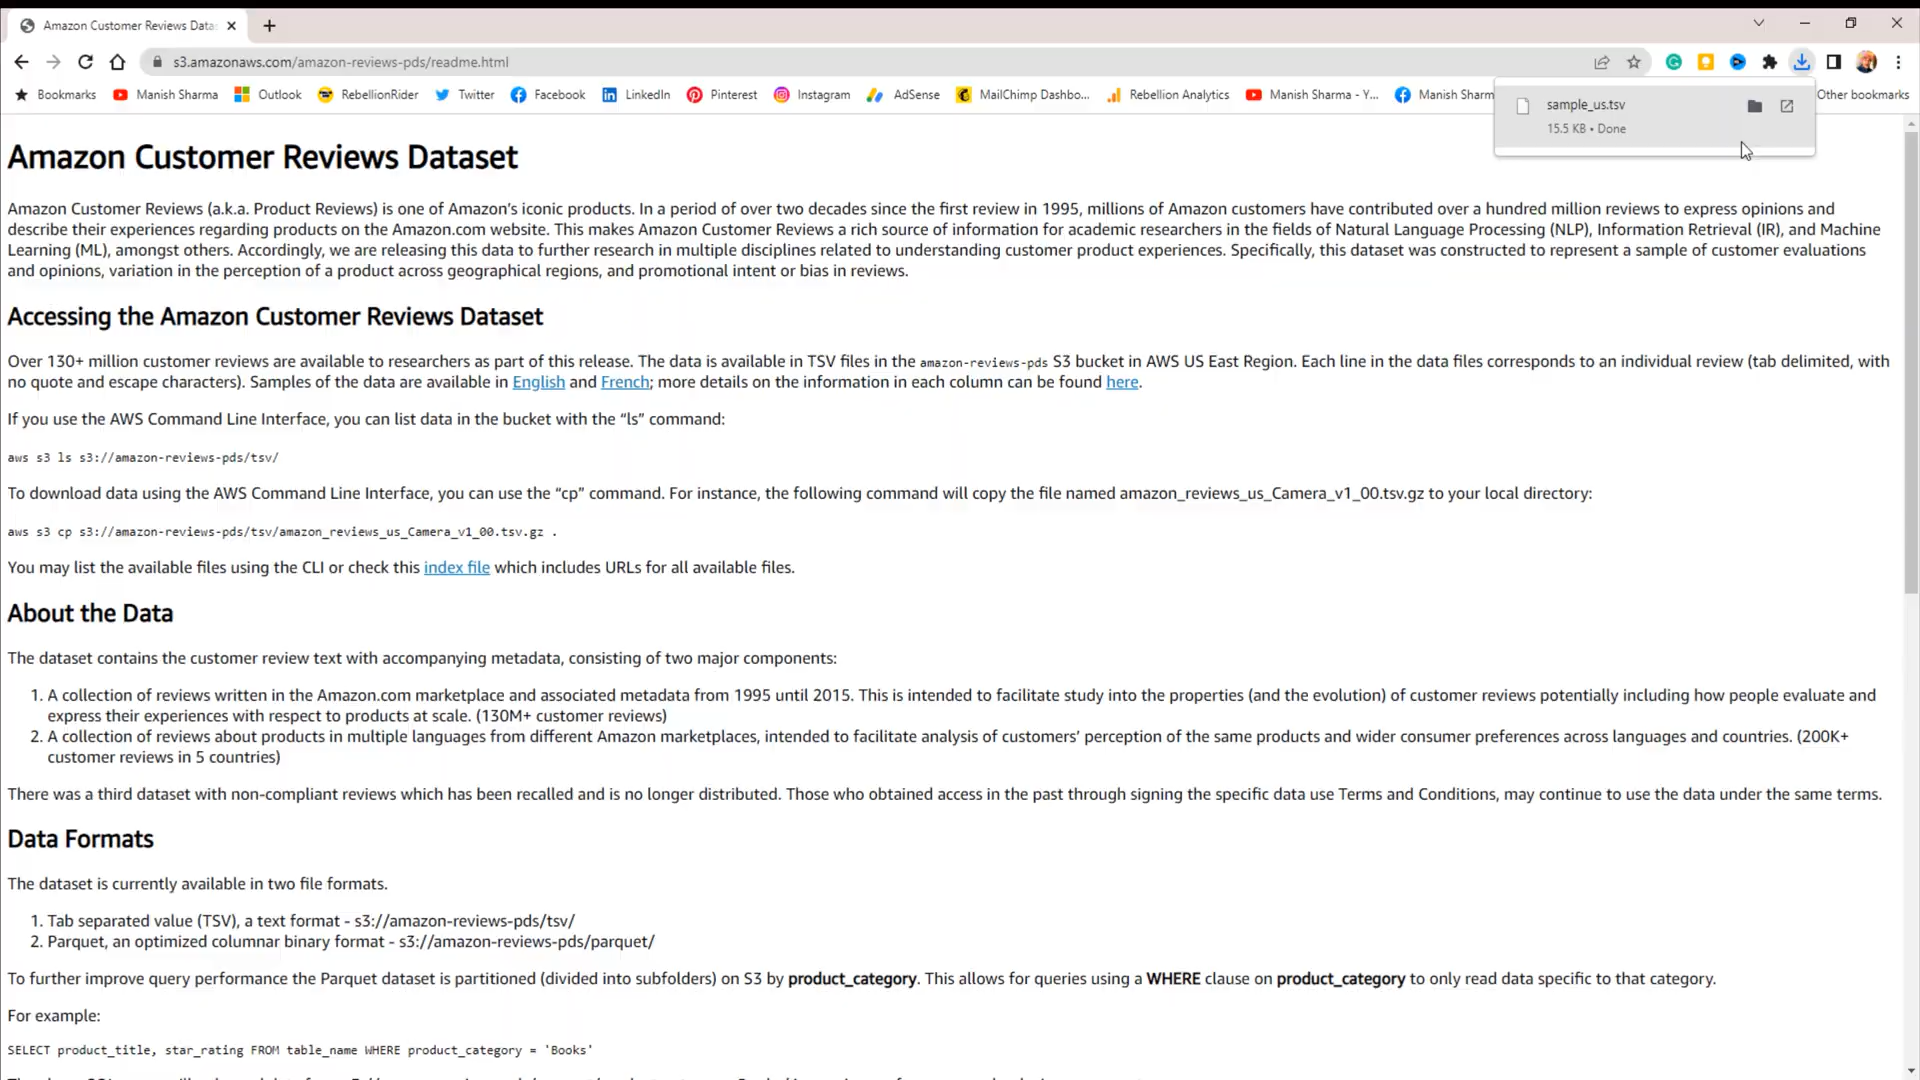 Amazon Customer Reviews Datas
s3.amazonaws.com/amazon-reviews-pds/readme.html
Bookmarks Manish Sharma Outlook RebellionRider Twitter Facebook LinkedIn Pinterest Instagram AdSense MailChimp Dashbo... Rebellion Analytics Manish Sharma - Y... Manish Sharm Other bookmarks
sample_us.tsv
15.5 KB • Done
Amazon Customer Reviews Dataset
Amazon Customer Reviews (a.k.a. Product Reviews) is one of Amazon's iconic products. In a period of over two decades since the first review in 1995, millions of Amazon customers have contributed over a hundred million reviews to express opinions and
describe their experiences regarding products on the Amazon.com website. This makes Amazon Customer Reviews a rich source of information for academic researchers in the fields of Natural Language Processing (NLP), Information Retrieval (IR), and Machine
Learning (ML), amongst others. Accordingly, we are releasing this data to further research in multiple disciplines related to understanding customer product experiences. Specifically, this dataset was constructed to represent a sample of customer evaluations
and opinions, variation in the perception of a product across geographical regions, and promotional intent or bias in reviews.
Accessing the Amazon Customer Reviews Dataset
Over 130+ million customer reviews are available to researchers as part of this release. The data is available in TSV files in the amazon-reviews-pds S3 bucket in AWS US East Region. Each line in the data files corresponds to an individual review (tab delimited, with
no quote and escape characters). Samples of the data are available in English and French; more details on the information in each column can be found here.
If you use the AWS Command Line Interface, you can list data in the bucket with the “ls” command:
aws s3 ls s3://amazon-reviews-pds/tsv/
To download data using the AWS Command Line Interface, you can use the “cp” command. For instance, the following command will copy the file named amazon_reviews_us_Camera_v1_00.tsv.gz to your local directory:
aws s3 cp s3://amazon-reviews-pds/tsv/amazon_reviews_us_Camera_v1_00.tsv.gz .
You may list the available files using the CLI or check this index file which includes URLs for all available files.
About the Data
The dataset contains the customer review text with accompanying metadata, consisting of two major components:
1. A collection of reviews written in the Amazon.com marketplace and associated metadata from 1995 until 2015. This is intended to facilitate study into the properties (and the evolution) of customer reviews potentially including how people evaluate and
express their experiences with respect to products at scale. (130M+ customer reviews)
2. A collection of reviews about products in multiple languages from different Amazon marketplaces, intended to facilitate analysis of customers’ perception of the same products and wider consumer preferences across languages and countries. (200K+
customer reviews in 5 countries)
There was a third dataset with non-compliant reviews which has been recalled and is no longer distributed. Those who obtained access in the past through signing the specific data use Terms and Conditions, may continue to use the data under the same terms.
Data Formats
The dataset is currently available in two file formats.
1. Tab separated value (TSV), a text format - s3://amazon-reviews-pds/tsv/
2. Parquet, an optimized columnar binary format - s3://amazon-reviews-pds/parquet/
To further improve query performance the Parquet dataset is partitioned (divided into subfolders) on S3 by product_category. This allows for queries using a WHERE clause on product_category to only read data specific to that category.
For example:
SELECT product_title, star_rating FROM table_name WHERE product_category = 'Books'